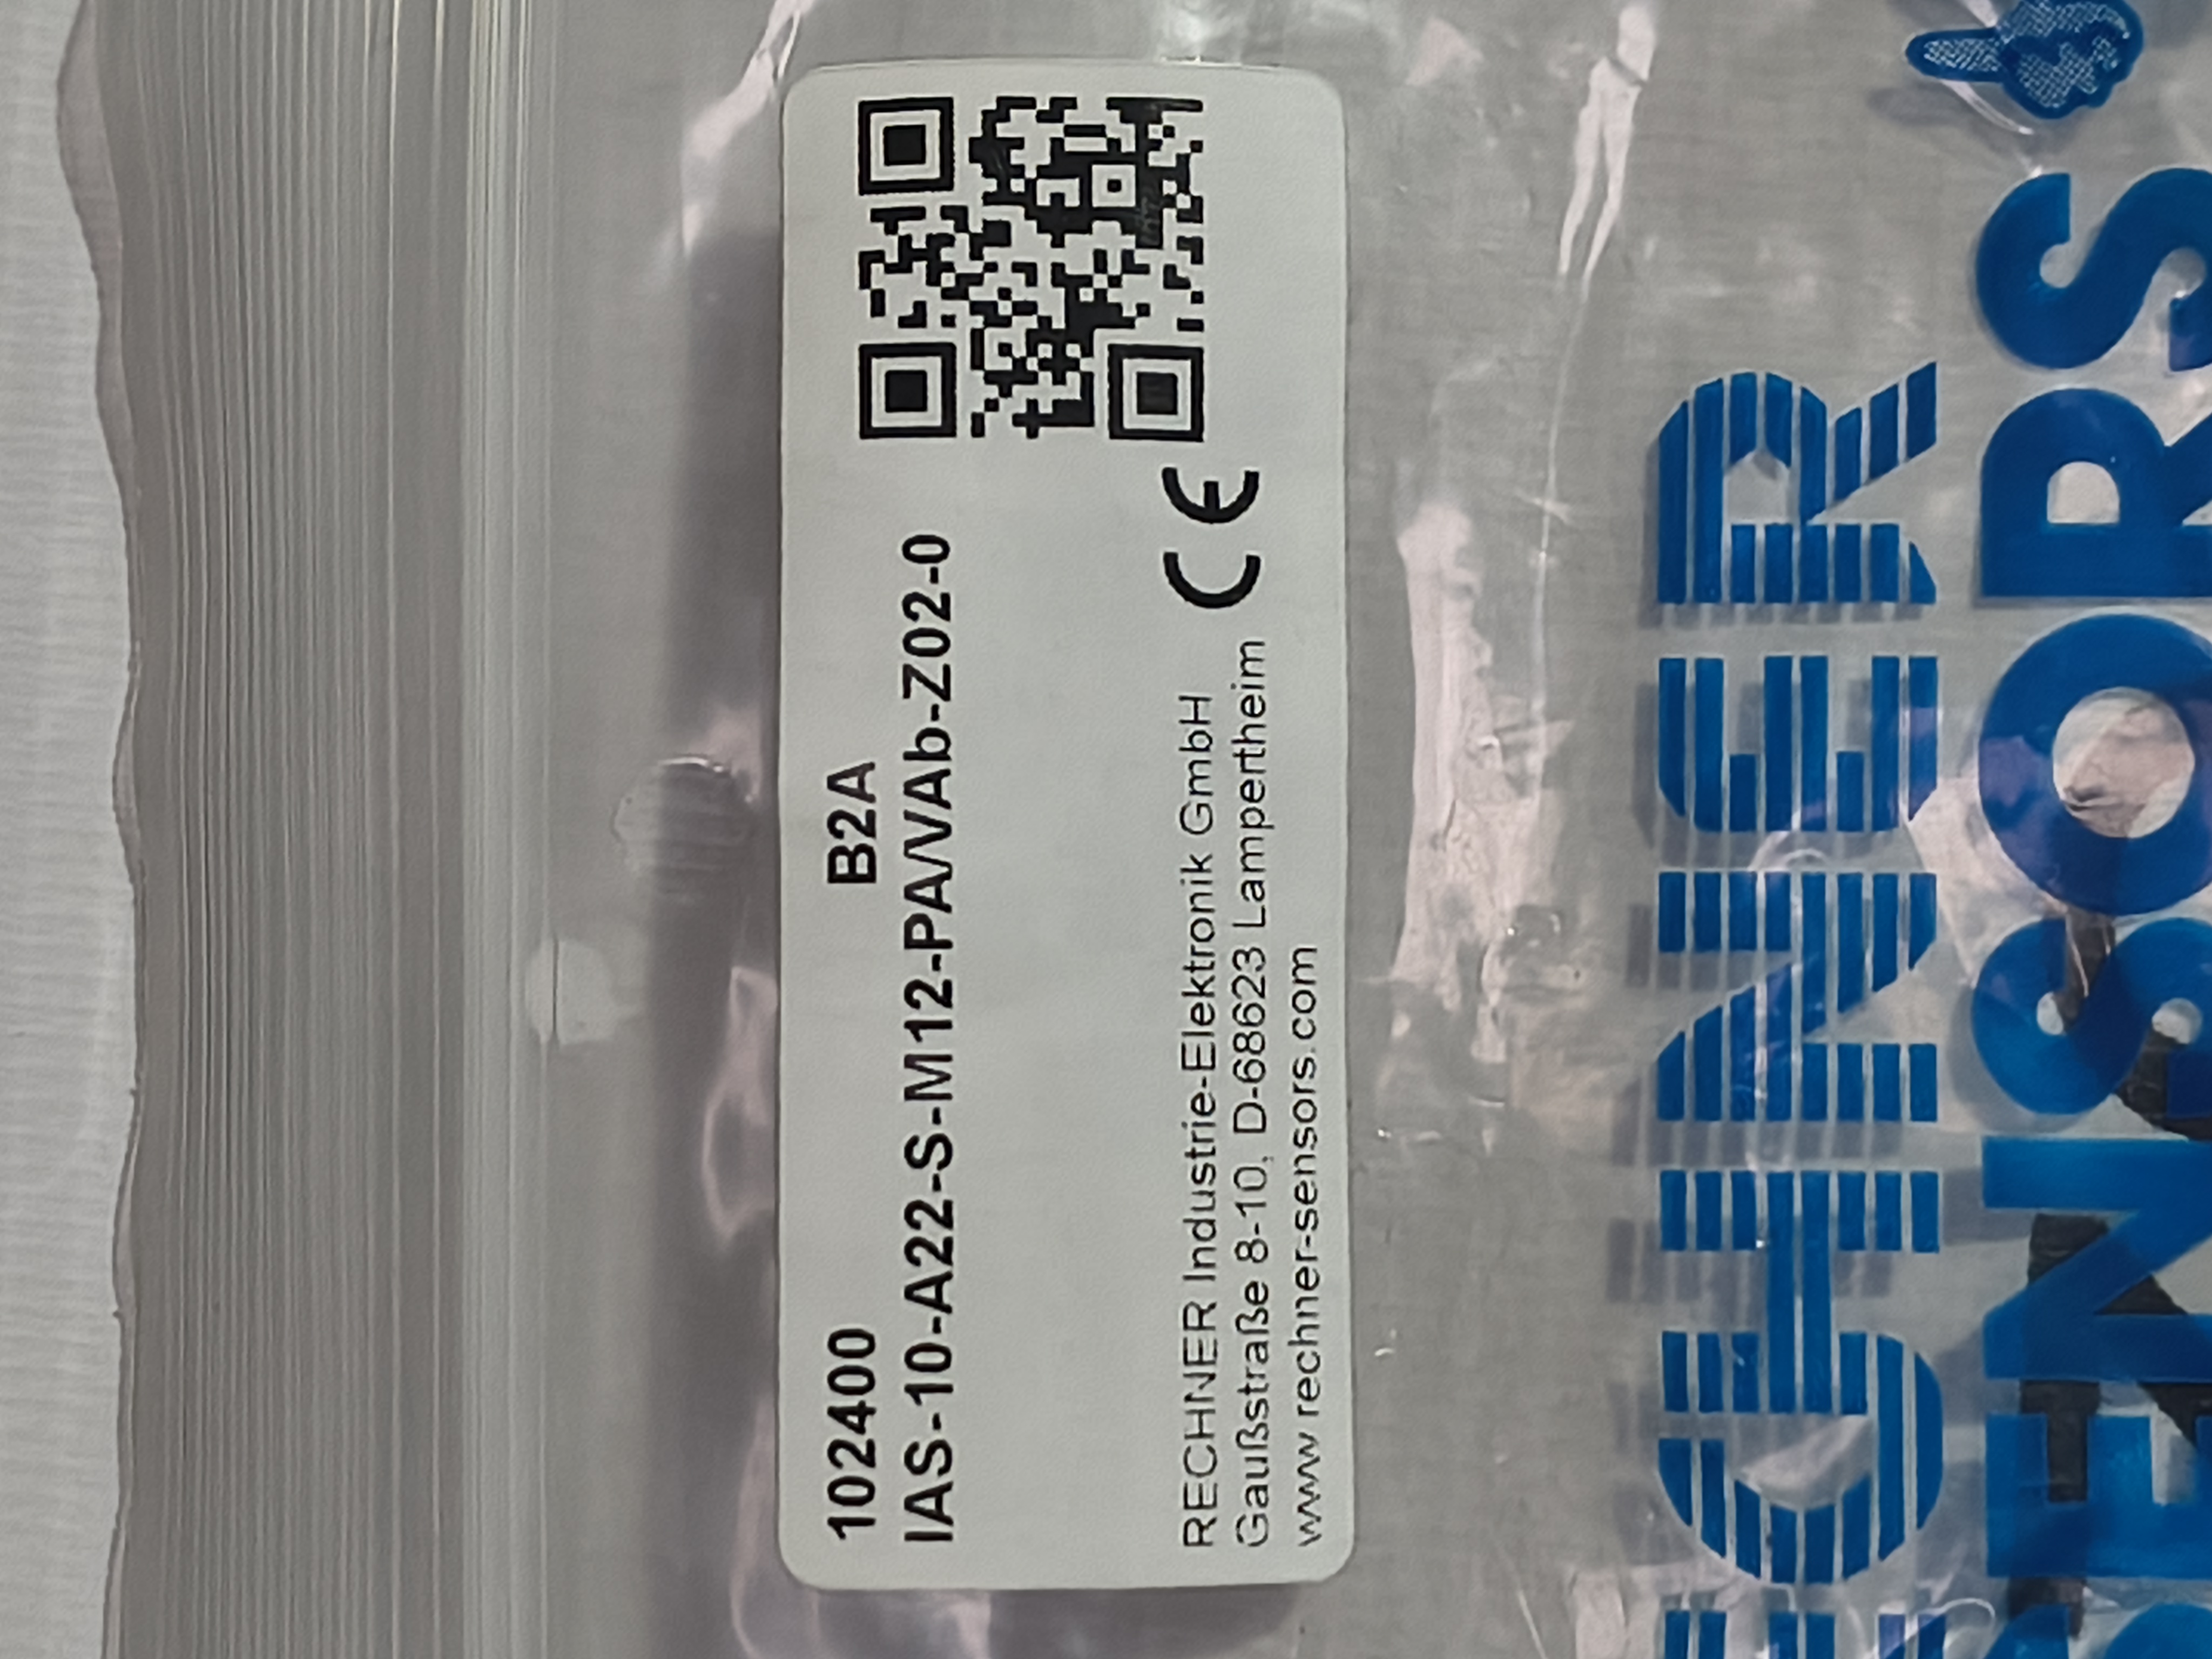 102400 B2A
IAS-10-A22-S-M12-PA/VAb-Z02-0
RECHNER Industrie-Elektronik GmbH
Gaußstraße 8-10, D-68623 Lampertheim
www.rechner-sensors.com
CE
SENSORS